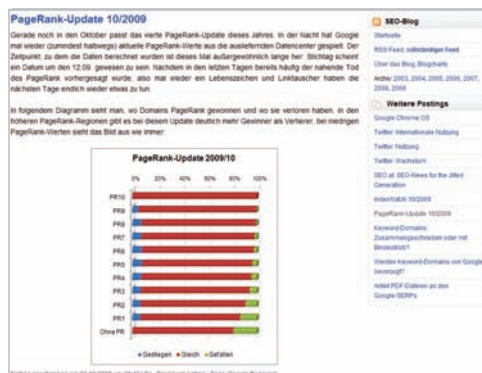 PageRank-Update 10/2009
Gerade noch in den Oktober passt das vierte PageRank-Update dieses Jahres. In der Nacht hat Google
mal wieder (zumindest halbwegs) aktuelle PageRank-Werte aus die ausliefernden Datencenter gespielt. Der
Zeitpunkt, zu dem die Daten berechnet wurden ist dieses Mal außergewöhnlich lange her: Stichtag scheint
ein Datum um den 12.09. gewesen zu sein. Nachdem in den letzten Tagen bereits häufig der nahende Tod
des PageRank vorhergesagt wurde, also mal wieder ein Lebenszeichen und Linktauscher haben die
nächsten Tage endlich wieder etwas zu tun.
In folgendem Diagramm sieht man, wo Domains PageRank gewonnen und wo sie verloren haben. in den
höheren PageRank-Regionen gibt es bei diesem Update deutlich mehr Gewinner als Verlierer, bei niedrigen
PageRank-Werten sieht das Bild aus wie immer:
PageRank-Update 2009/10
0% 20% 40% 60% 80% 100%
PR10
PR9
PR8
PR7
PR6
PR5
PR4
PR3
PR2
PR1
Ohne PR
Gestiegen Gleich Gefallen
SEO-Blog
Startseite
RSS-Feed: vollständiger Feed
Über das Blog, Blogcharts
Archiv: 2003, 2004, 2005, 2006, 2007,
2008, 2009
Weitere Postings
Google Chrome OS
Twitter: Internationale Nutzung
Twitter: Nutzung
Twitter: Wachstum
SEO at: SEO-News for the Jilted
Generation
IndexWatch 10/2009
PageRank-Update 10/2009
Keyword-Domains:
Zusammengeschrieben oder mit
Bindestrich?
Werden Keyword-Domains von Google
bevorzugt?
Anteil PDF-Dateien an den
Google-SERPs